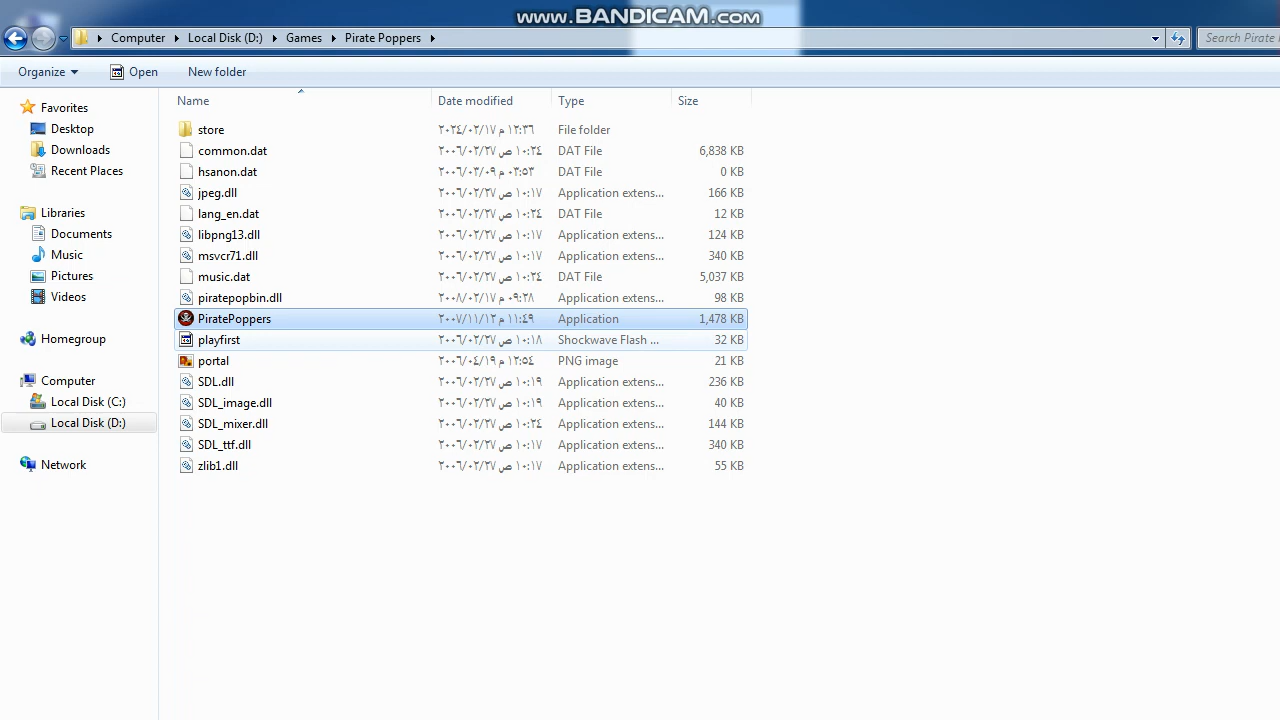 www.BANDICAM.com
Computer Local Disk (D:) Games Pirate Poppers Search Pirate
Organize Open New folder
Name Date modified Type Size
Favorites
Desktop
Downloads
Recent Places
Libraries
Documents
Music
Pictures
Videos
Homegroup
Computer
Local Disk (C:)
Local Disk (D:)
Network
store ٢٠٢٤/٠٢/١٧ م ١٢:٣٦ File folder
common.dat ٢٠٠٦/٠٢/٢٧ ص ١٠:٢٤ DAT File 6,838 KB
hsanon.dat ٢٠٠٦/٠٣/٠٩ م ٠٣:٥٣ DAT File 0 KB
jpeg.dll ٢٠٠٦/٠٢/٢٧ ص ١٠:١٧ Application extens... 166 KB
lang_en.dat ٢٠٠٦/٠٢/٢٧ ص ١٠:٢٤ DAT File 12 KB
libpng13.dll ٢٠٠٦/٠٢/٢٧ ص ١٠:١٧ Application extens... 124 KB
msvcr71.dll ٢٠٠٦/٠٢/٢٧ ص ١٠:١٧ Application extens... 340 KB
music.dat ٢٠٠٦/٠٢/٢٧ ص ١٠:٢٤ DAT File 5,037 KB
piratepopbin.dll ٢٠٠٨/٠٢/١٧ م ٠٩:٢٨ Application extens... 98 KB
PiratePoppers ٢٠٠٧/١١/١٢ م ١١:٤٩ Application 1,478 KB
playfirst ٢٠٠٦/٠٢/٢٧ ص ١٠:١٨ Shockwave Flash ... 32 KB
portal ٢٠٠٦/٠٤/١٩ م ١٢:٥٤ PNG image 21 KB
SDL.dll ٢٠٠٦/٠٢/٢٧ ص ١٠:١٩ Application extens... 236 KB
SDL_image.dll ٢٠٠٦/٠٢/٢٧ ص ١٠:١٩ Application extens... 40 KB
SDL_mixer.dll ٢٠٠٦/٠٢/٢٧ ص ١٠:٢٤ Application extens... 144 KB
SDL_ttf.dll ٢٠٠٦/٠٢/٢٧ ص ١٠:١٧ Application extens... 340 KB
zlib1.dll ٢٠٠٦/٠٢/٢٧ ص ١٠:١٧ Application extens... 55 KB